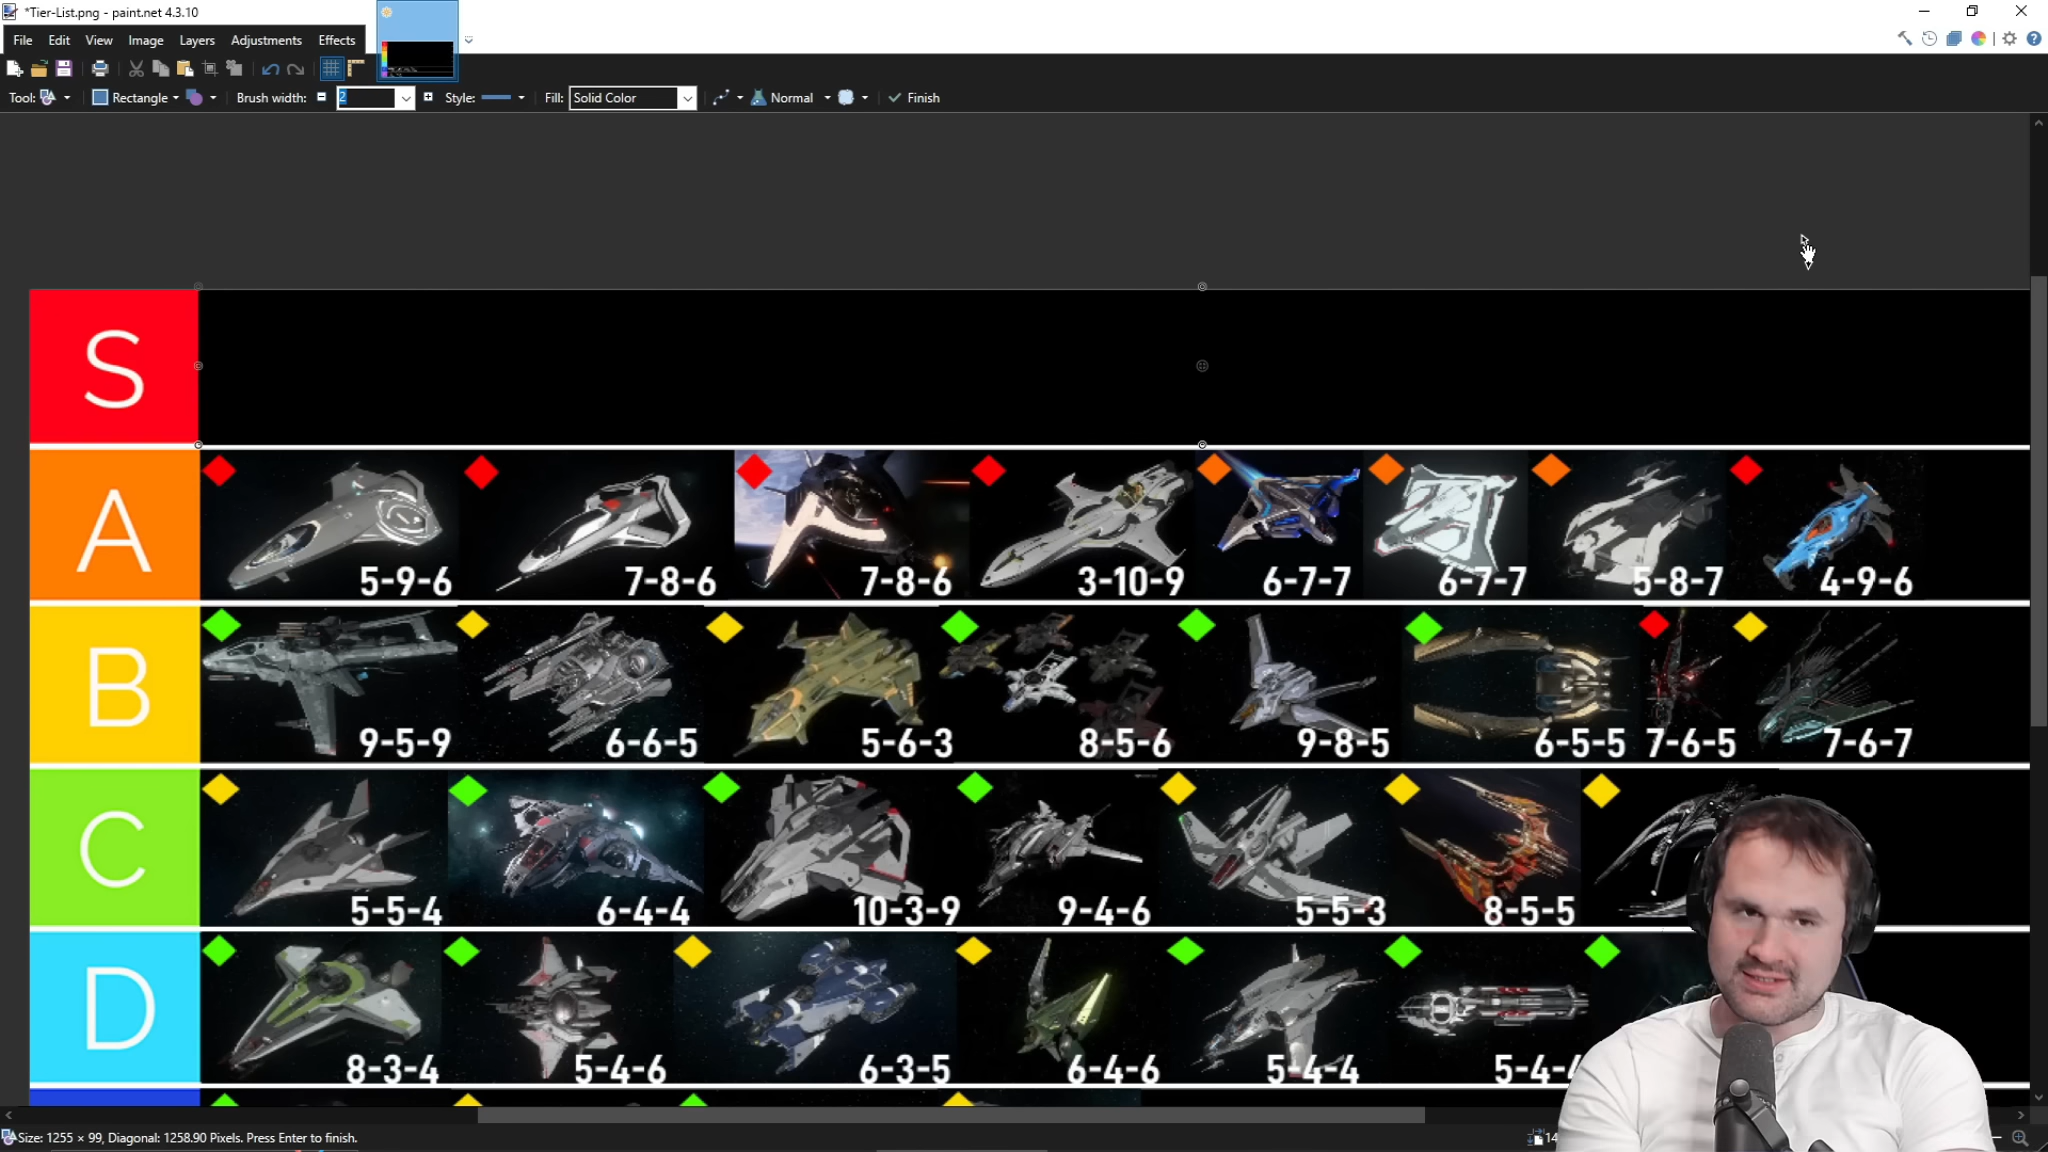 *Tier-List.png - paint.net 4.3.10
File Edit View Image Layers Adjustments Effects
Tool: Rectangle Brush width: 2 Style: Fill: Solid Color Normal Finish
S
A
5-9-6 7-8-6 7-8-6 3-10-9 6-7-7 6-7-7 5-8-7 4-9-6
B
9-5-9 6-6-5 5-6-3 8-5-6 9-8-5 6-5-5 7-6-5 7-6-7
C
5-5-4 6-4-4 10-3-9 9-4-6 5-5-3 8-5-5
D
8-3-4 5-4-6 6-3-5 6-4-6 5-4-4
Size: 1255 × 99, Diagonal: 1258.90 Pixels. Press Enter to finish.